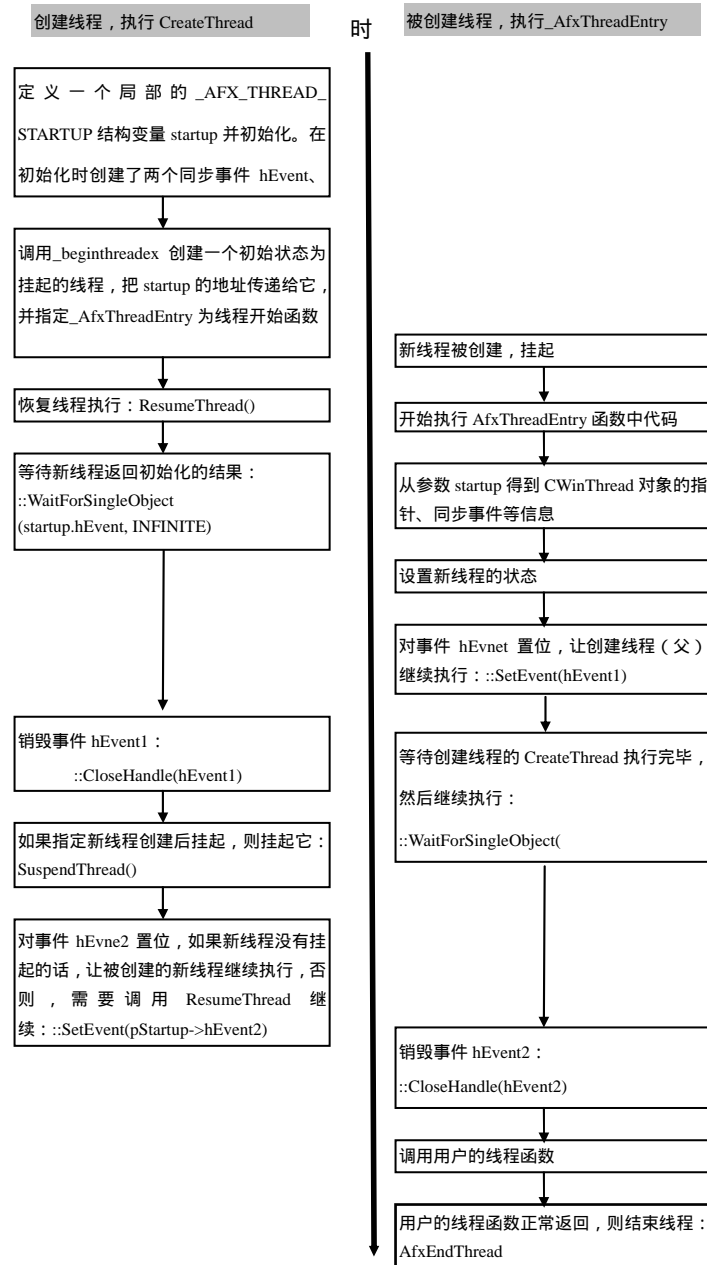 创建线程，执行 CreateThread
时
被创建线程，执行_AfxThreadEntry
定义一个局部的_AFX_THREAD_
STARTUP 结构变量 startup 并初始化。在
初始化时创建了两个同步事件 hEvent、
调用_beginthreadex 创建一个初始状态为
挂起的线程，把 startup 的地址传递给它，
并指定_AfxThreadEntry 为线程开始函数
恢复线程执行：ResumeThread()
等待新线程返回初始化的结果：
::WaitForSingleObject
(startup.hEvent, INFINITE)
销毁事件 hEvent1：
::CloseHandle(hEvent1)
如果指定新线程创建后挂起，则挂起它：
SuspendThread()
对事件 hEvne2 置位，如果新线程没有挂
起的话，让被创建的新线程继续执行，否
则，需要调用 ResumeThread 继
续：::SetEvent(pStartup->hEvent2)
新线程被创建，挂起
开始执行 AfxThreadEntry 函数中代码
从参数 startup 得到 CWinThread 对象的指
针、同步事件等信息
设置新线程的状态
对事件 hEvnet 置位，让创建线程（父）
继续执行：::SetEvent(hEvent1)
等待创建线程的 CreateThread 执行完毕，
然后继续执行：
::WaitForSingleObject(
销毁事件 hEvent2：
::CloseHandle(hEvent2)
调用用户的线程函数
用户的线程函数正常返回，则结束线程：
AfxEndThread